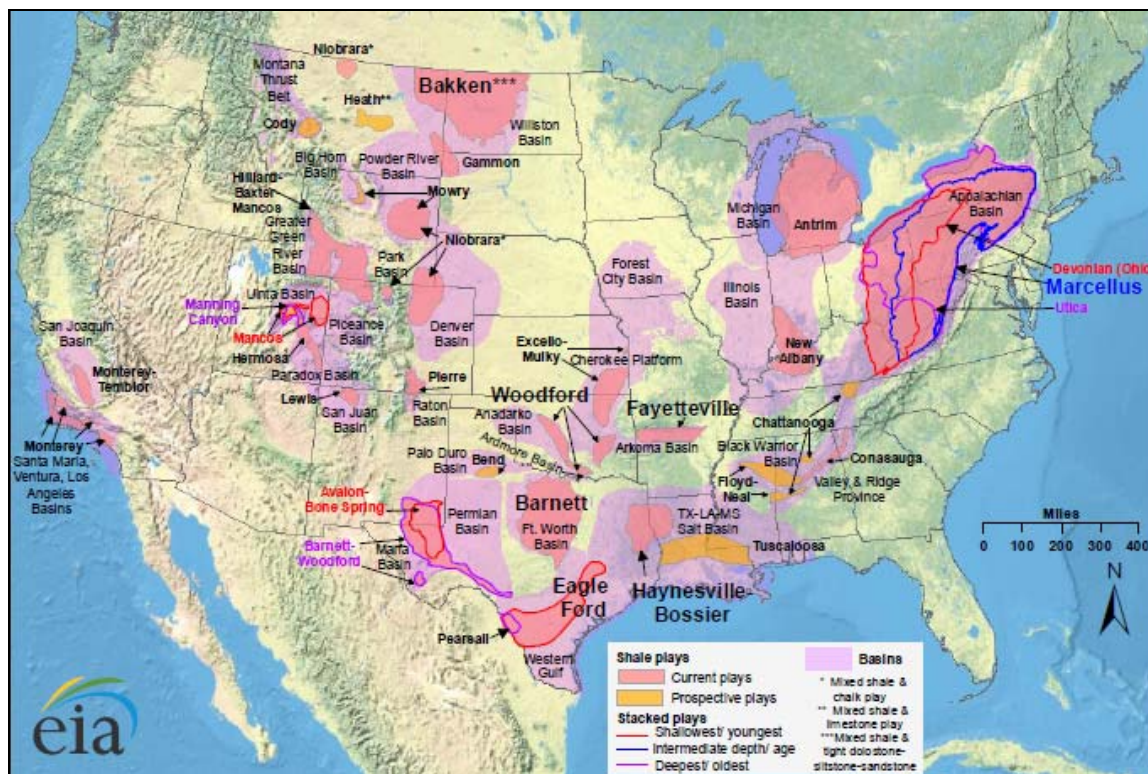 Niobrara*
Montana
Thrust
Belt
Bakken***
Heath**
Cody
Williston
Basin
Big Horn
Basin
Powder River
Basin
Gammon
Hilliard-
Baxter
Mancos
Mowry
Greater
Green
River
Basin
Niobrara*
Park
Basin
Michigan
Basin
Antrim
Appalachian
Basin
Devonian (Ohio
Marcellus
Utica
Forest
City Basin
Illinois
Basin
Uinta Basin
Manning
Canyon
Mancos
Piceance
Basin
Denver
Basin
San Joaquin
Basin
Hermosa
Excello-
Mulky
Cherokee Platform
New
Albany
Monterey-
Temblor
Paradox Basin
Pierre
Lewis
San Juan
Basin
Raton
Basin
Woodford
Anadarko
Basin
Fayetteville
Chattanooga
Monterey
Santa Maria,
Ventura, Los
Angeles
Basins
Ardmore Basin
Arkoma Basin
Black Warrior
Basin
Conasauga
Palo Duro
Basin
Bend
Floyd-
Neal
Valley & Ridge
Province
Avalon-
Bone Spring
Permian
Basin
Barnett
Ft. Worth
Basin
TX-LA-MS
Salt Basin
Tuscaloosa
Barnett-
Woodford
Marfa
Basin
Eagle
Ford
Haynesville-
Bossier
Pearsall
Western
Gulf
Miles
0 100 200 300 400
N
Shale plays
Current plays
Prospective plays
Stacked plays
Shallowest/ youngest
Intermediate depth/ age
Deepest/ oldest
Basins
* Mixed shale &
chalk play
** Mixed shale &
limestone play
***Mixed shale &
tight dolostone-
siltstone-sandstone
eia